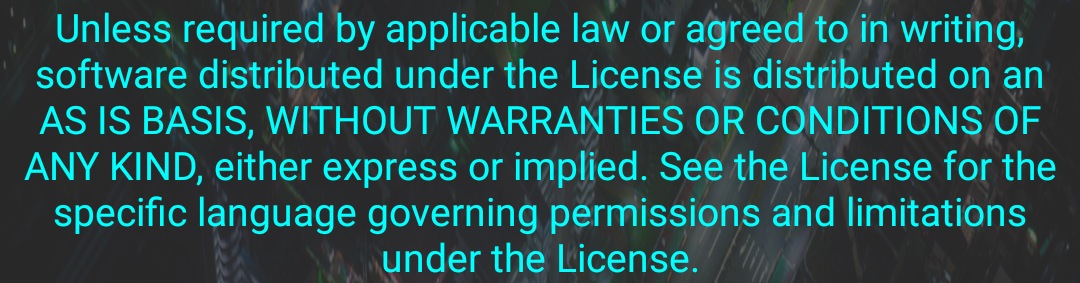 Unless required by applicable law or agreed to in writing,
software distributed under the License is distributed on an
AS IS BASIS, WITHOUT WARRANTIES OR CONDITIONS OF
ANY KIND, either express or implied. See the License for the
specific language governing permissions and limitations
under the License.